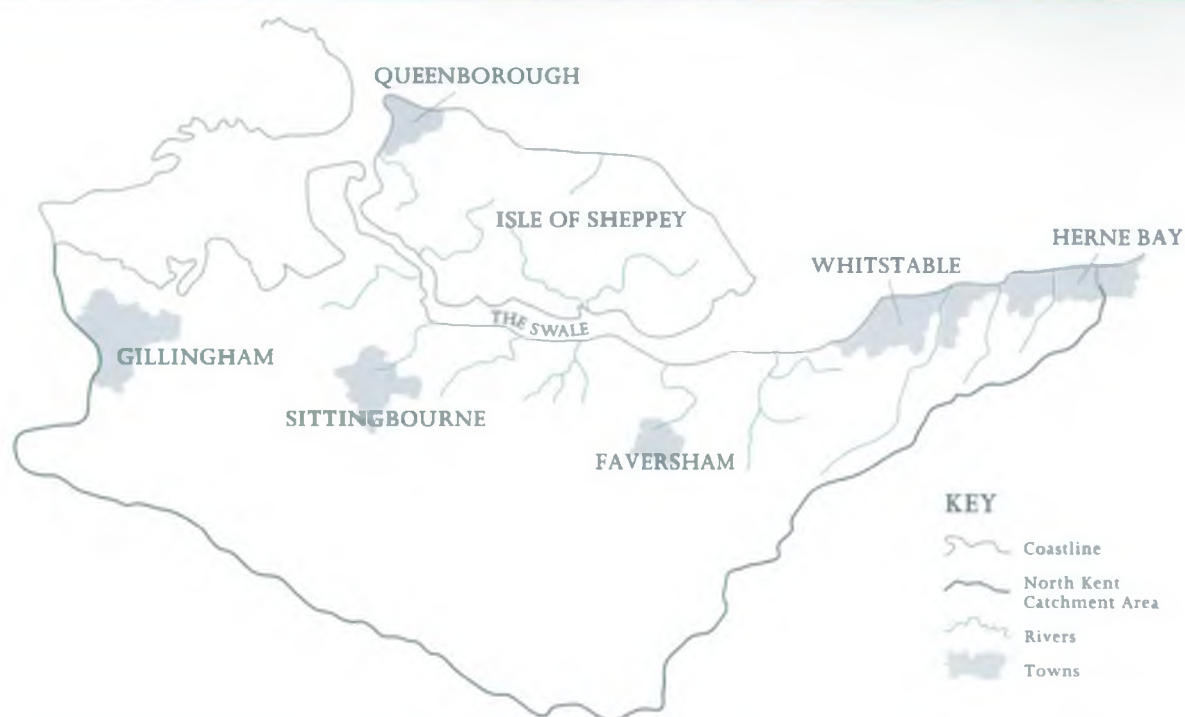 QUEENBOROUGH
ISLE OF SHEPPEY
HERNE BAY
WHITSTABLE
THE SWALE
GILLINGHAM
SITTINGBOURNE
FAVERSHAM
KEY
Coastline
North Kent
Catchment Area
Rivers
Towns